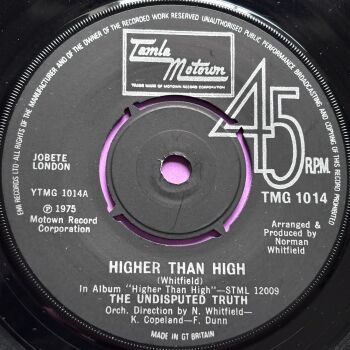 ALL RIGHTS OF THE MANUFACTURER AND OF THE OWNER OF THE RECORDED WORK RESERVED UNAUTHORISED PUBLIC PERFORMANCE BROADCASTING AND COPYING OF THIS RECORD PROHIBITED
Tamla
Motown
TRADE MARK OF MOTOWN RECORD CORPORATION
45
R.P.M.
TMG 1014
JOBETE
LONDON
YTMG 1014A
Ⓟ 1975
Motown Record
Corporation
EMI RECORDS LTD
Arranged &
Produced by
Norman
Whitfield
HIGHER THAN HIGH
(Whitfield)
In Album "Higher Than High"—STML 12009
THE UNDISPUTED TRUTH
Orch. Direction by N. Whitfield-
K. Copeland-F. Dunn
MADE IN GT BRITAIN